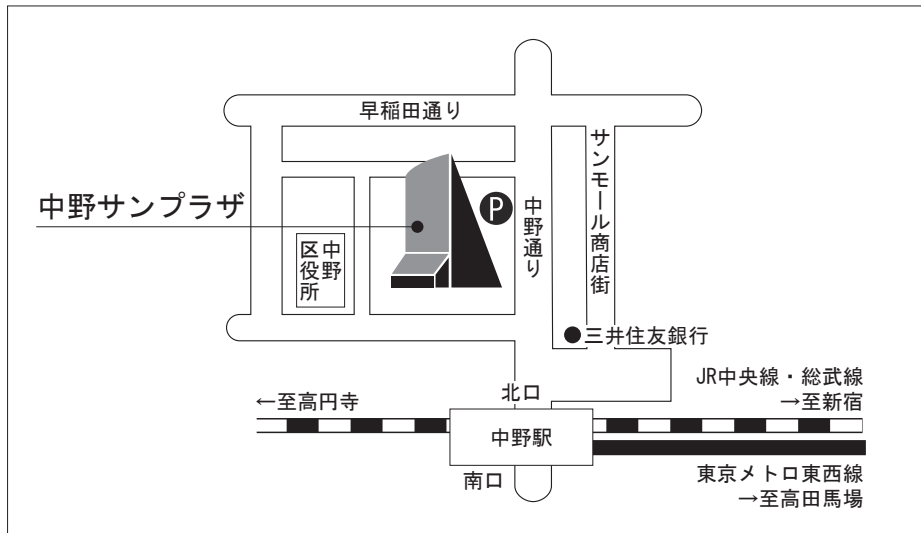 早稲田通り
中野サンプラザ
P
中野通り
サンモール商店街
中野
区役所
三井住友銀行
JR中央線・総武線
→至新宿
←至高円寺
北口
中野駅
南口
東京メトロ東西線
→至高田馬場